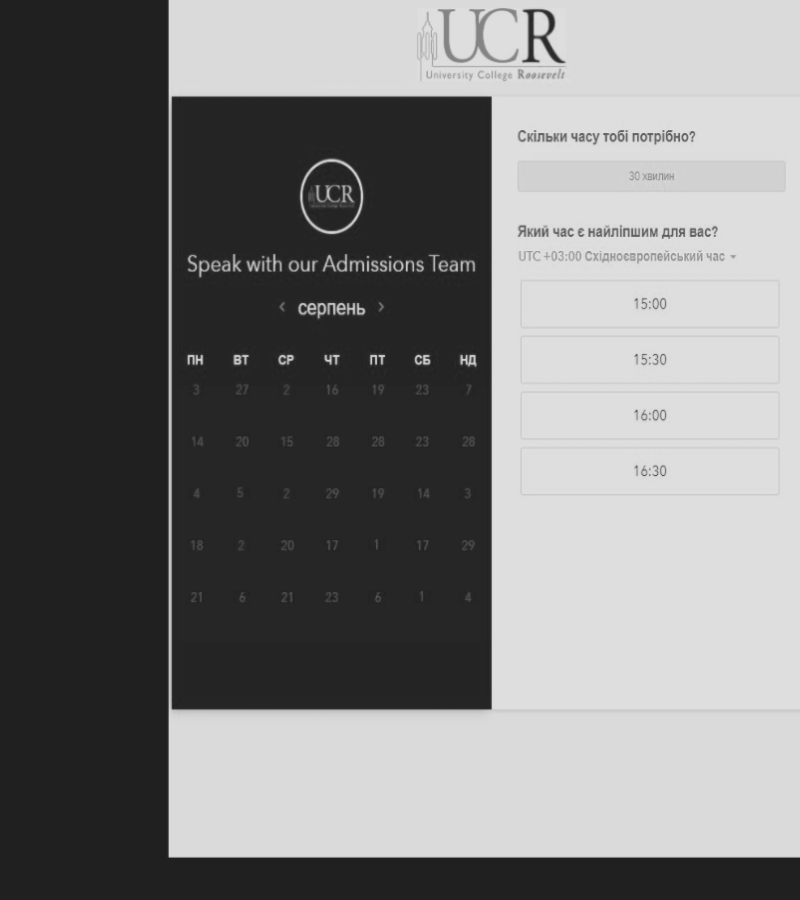 UCR
University College Roosevelt
UCR
Speak with our Admissions Team
< серпень >
ПН ВТ СР ЧТ ПТ СБ НД
3 27 2 16 19 23 7
14 20 15 28 28 23 28
4 5 2 29 19 14 3
18 2 20 17 1 17 29
21 6 21 23 6 1 4
Скільки часу тобі потрібно?
30 хвилин
Який час є найліпшим для вас?
UTC +03:00 Східноєвропейський час
15:00
15:30
16:00
16:30